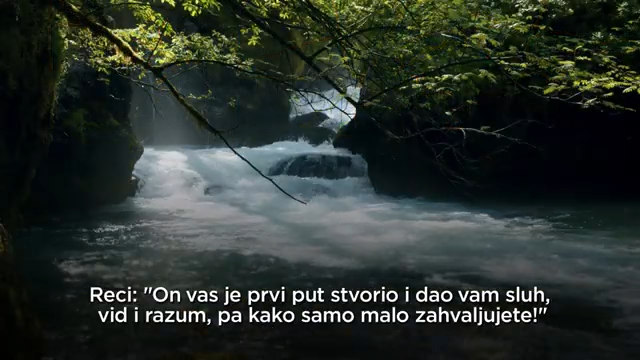 Reci: "On vas je prvi put stvorio i dao vam sluh,
vid i razum, pa kako samo malo zahvaljujete!"